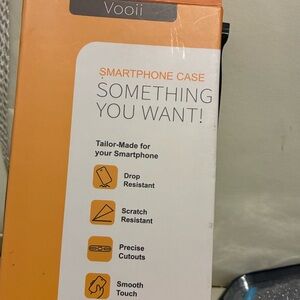 Vooii
SMARTPHONE CASE
SOMETHING
YOU WANT!
Tailor-Made for
your Smartphone
Drop
Resistant
Scratch
Resistant
Precise
Cutouts
Smooth
Touch